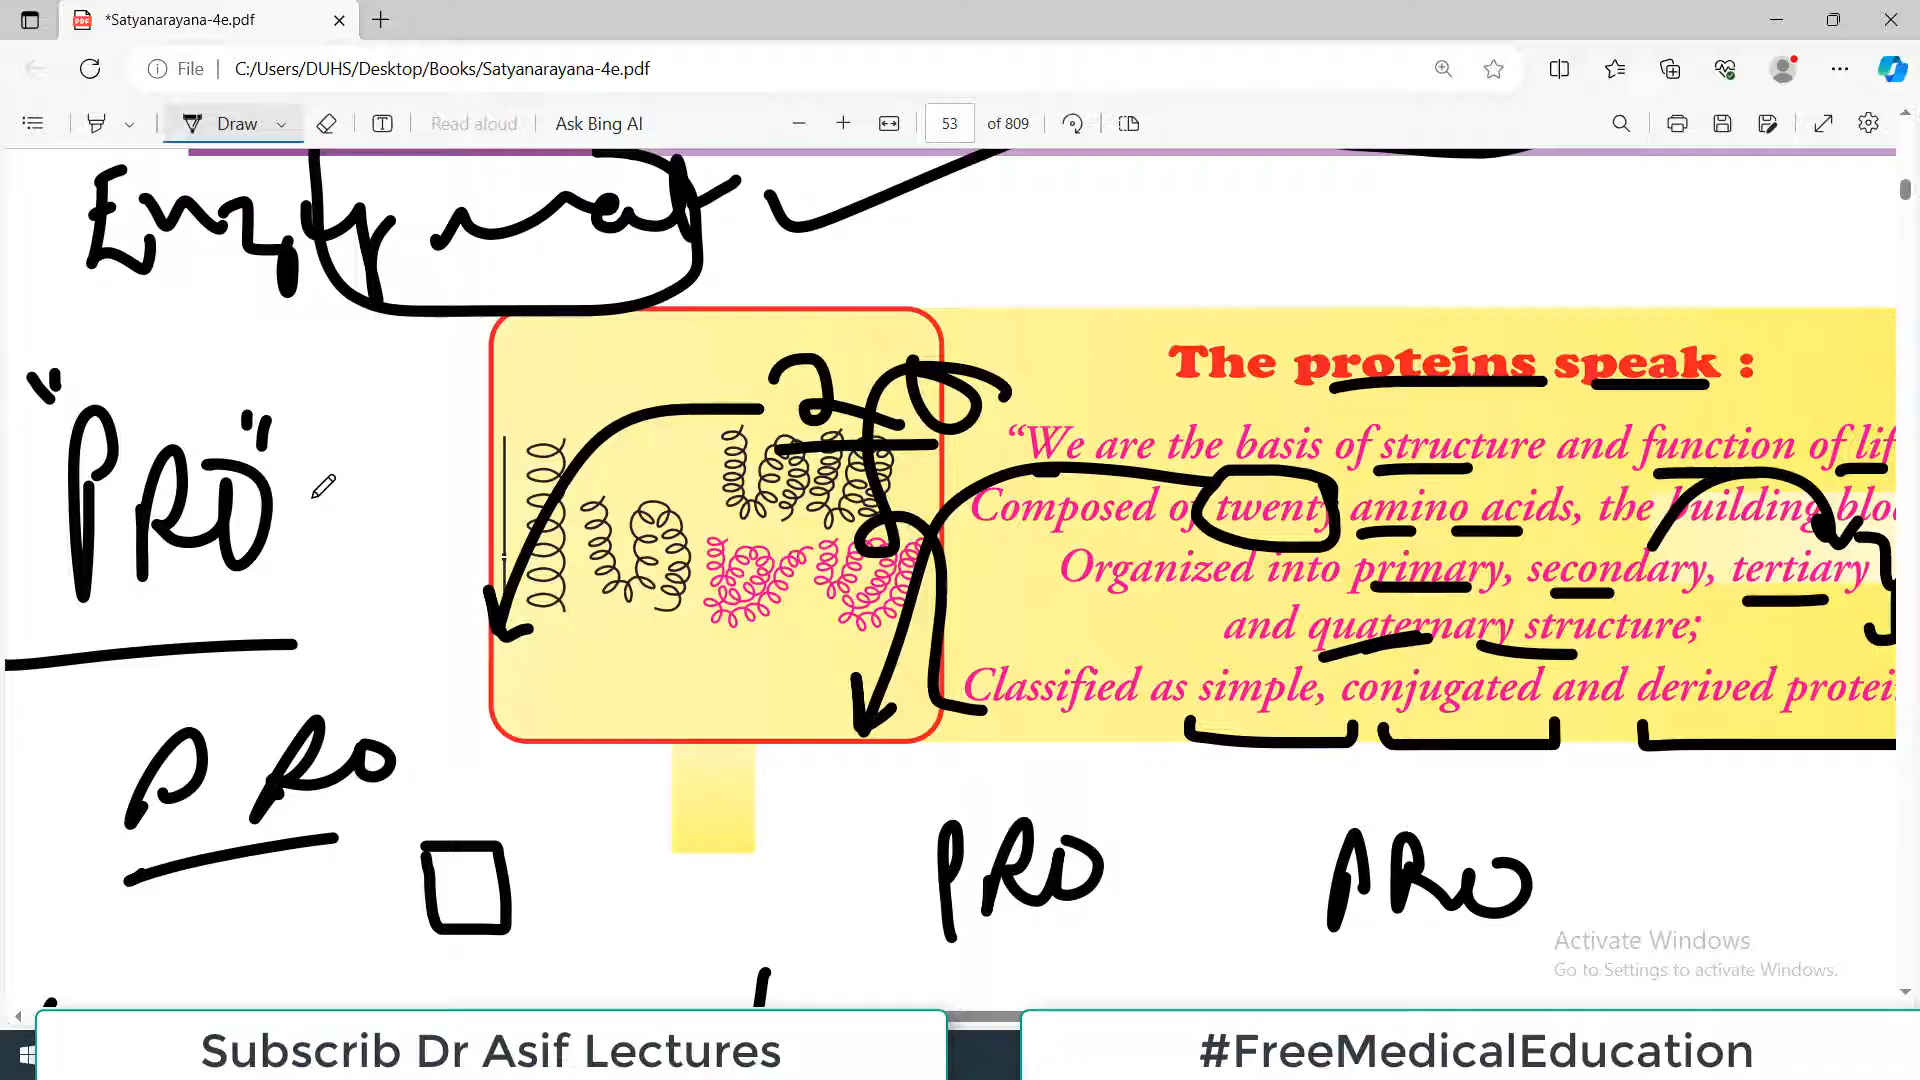 *Satyanarayana-4e.pdf
File C:/Users/DUHS/Desktop/Books/Satyanarayana-4e.pdf
Draw Read aloud Ask Bing AI 53 of 809
"PRO"
20
The proteins speak :
"We are the basis of structure and function of lif
Composed of twenty amino acids, the building bloc
Organized into primary, secondary, tertiary
and quaternary structure;
Classified as simple, conjugated and derived protei
PRO
PRO PRO
Activate Windows
Go to Settings to activate Windows.
Subscrib Dr Asif Lectures #FreeMedicalEducation